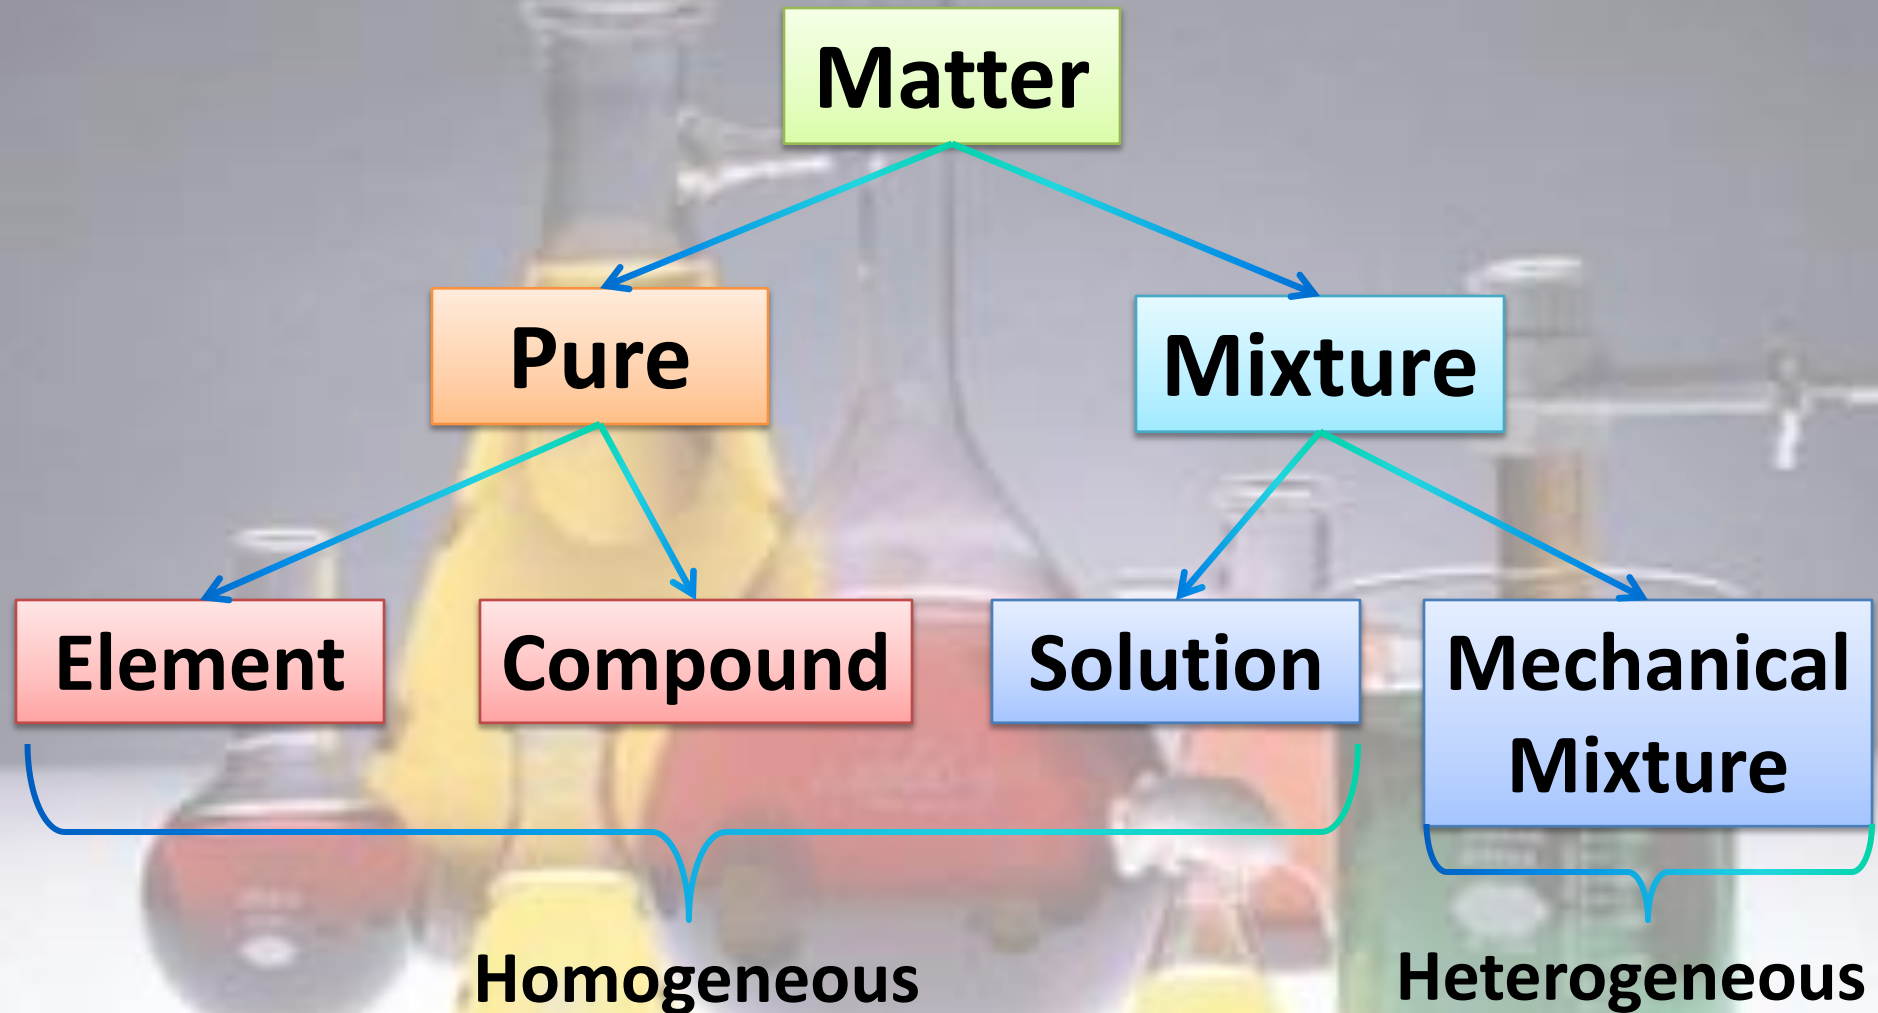 Matter
Pure
Mixture
Element
Compound
Solution
Mechanical
Mixture
Homogeneous
Heterogeneous